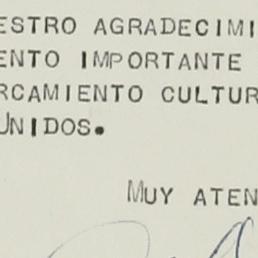 ESTRO AGRADECIMI
ENTO IMPORTANTE
RCAMIENTO CULTUR
UNIDOS.
MUY ATEN